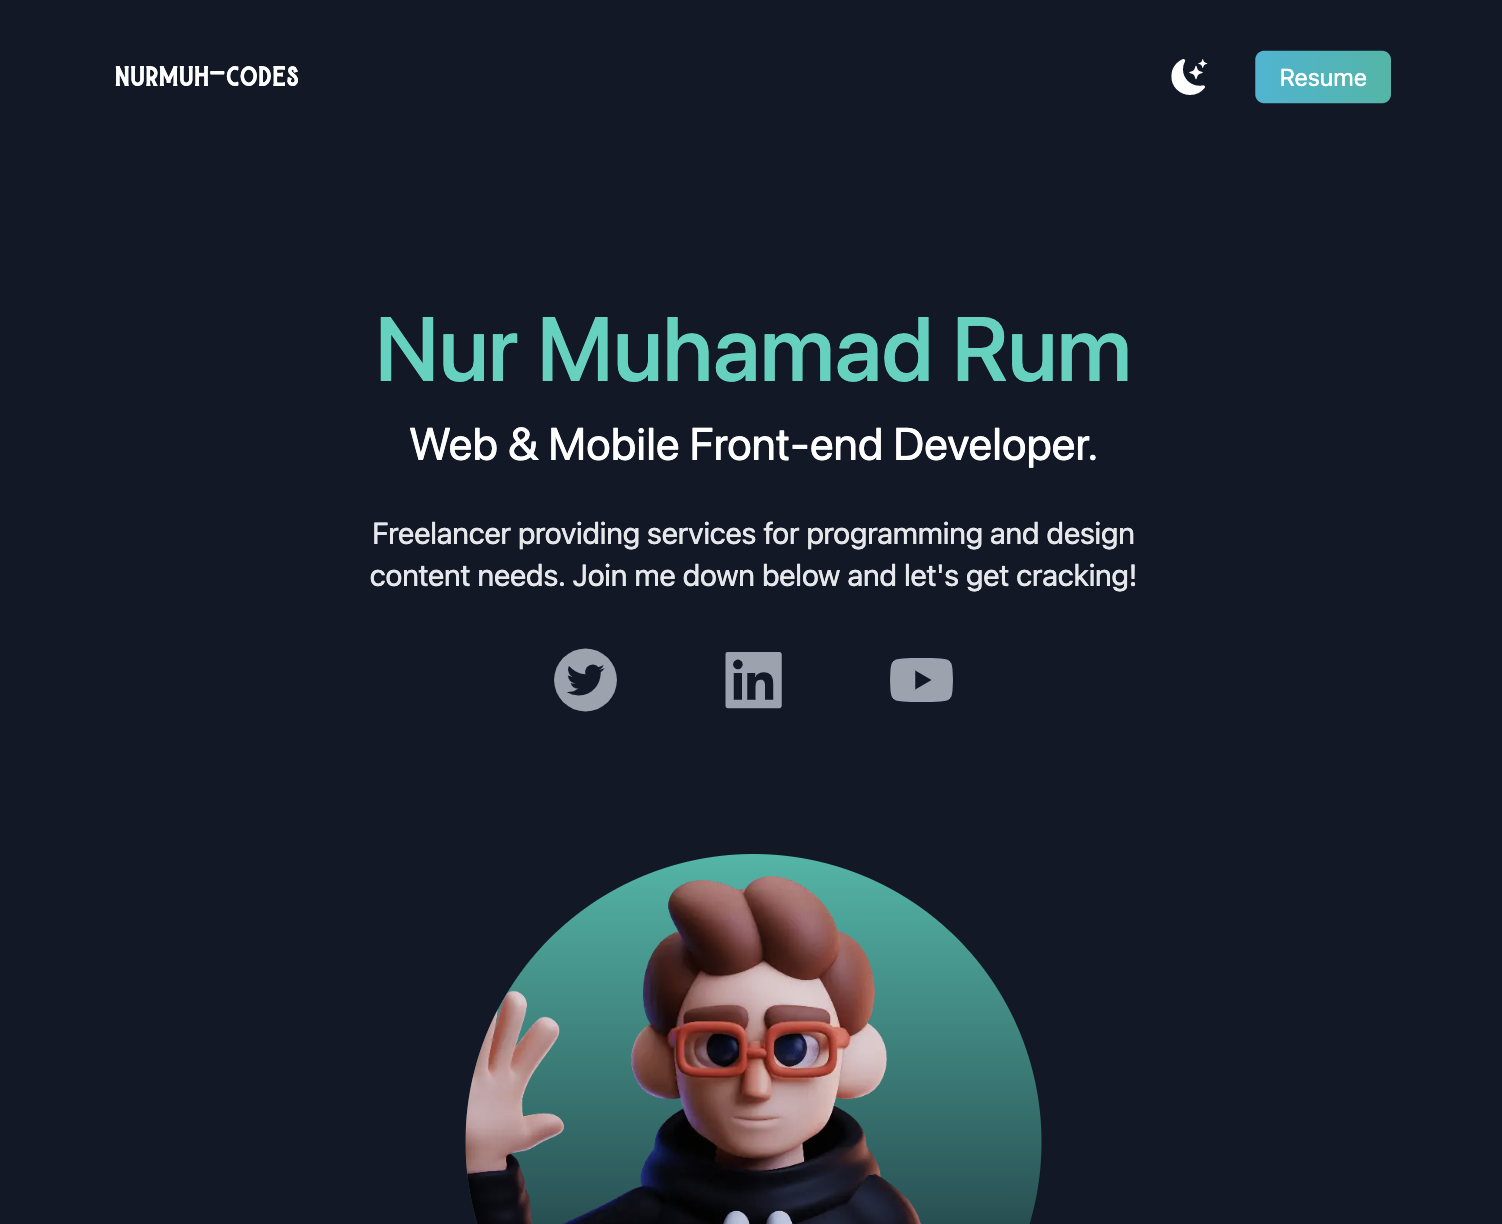 NURMUH-CODES
Resume
Nur Muhamad Rum
Web & Mobile Front-end Developer.
Freelancer providing services for programming and design
content needs. Join me down below and let's get cracking!
in